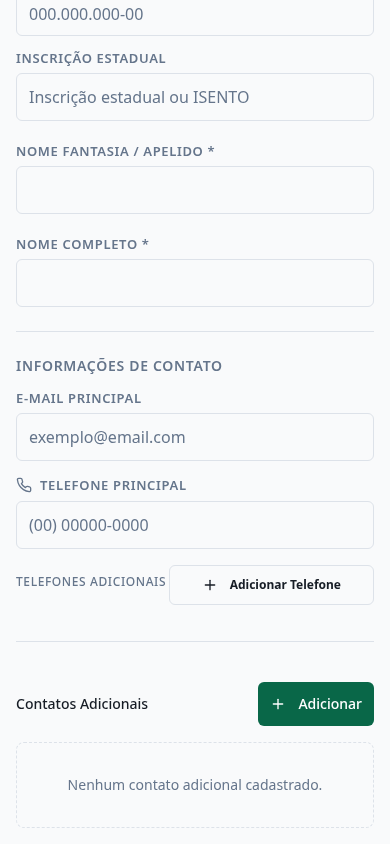 000.000.000-00
INSCRIÇÃO ESTADUAL
Inscrição estadual ou ISENTO
NOME FANTASIA / APELIDO *
NOME COMPLETO *
INFORMAÇÕES DE CONTATO
E-MAIL PRINCIPAL
exemplo@email.com
TELEFONE PRINCIPAL
(00) 00000-0000
TELEFONES ADICIONAIS
Adicionar Telefone
Contatos Adicionais
Adicionar
Nenhum contato adicional cadastrado.